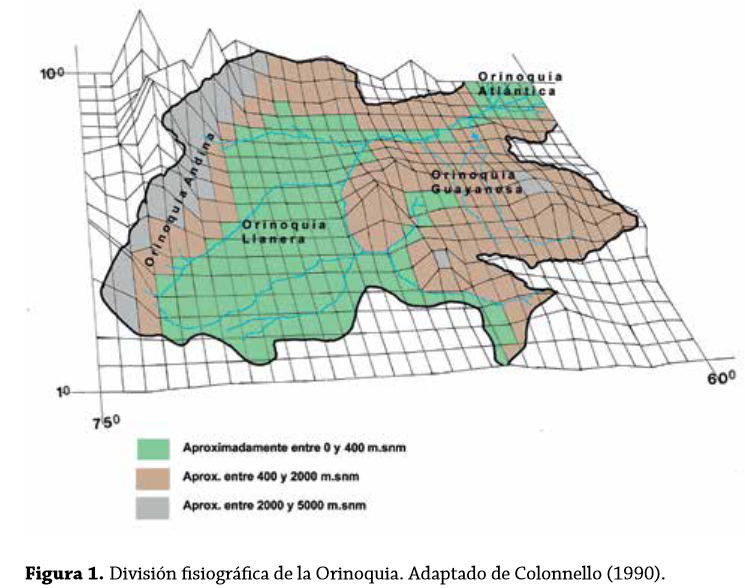 10⁰
Orinoquia
Atlántica
Orinoquia Andina
Orinoquia
Guayanesa
Orinoquia
Llanera
1⁰
60⁰
75⁰
Aproximadamente entre 0 y 400 m.snm
Aprox. entre 400 y 2000 m.snm
Aprox. entre 2000 y 5000 m.snm
Figura 1. División fisiográfica de la Orinoquia. Adaptado de Colonnello (1990).